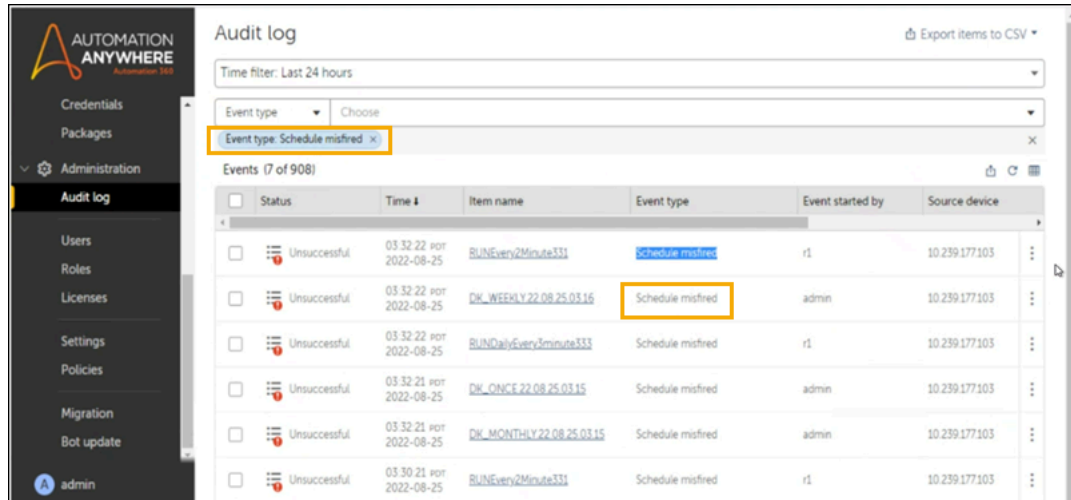 AUTOMATION
ANYWHERE
Automation 360
Credentials
Packages
Administration
Audit log
Users
Roles
Licenses
Settings
Policies
Migration
Bot update
A admin
Audit log
Export items to CSV
Time filter: Last 24 hours
Event type Choose
Event type: Schedule misfired ×
Events (7 of 908)
Status Time Item name Event type Event started by Source device
Unsuccessful 03:32:22 PDT 2022-08-25 RUNEvery2Minute331 Schedule misfired r1 10.239.177.103
Unsuccessful 03:32:22 PDT 2022-08-25 DK_WEEKLY.22.08.25.03.16 Schedule misfired admin 10.239.177.103
Unsuccessful 03:32:22 PDT 2022-08-25 RUNDailyEvery3minute333 Schedule misfired r1 10.239.177.103
Unsuccessful 03:32:21 PDT 2022-08-25 DK_ONCE.22.08.25.03.15 Schedule misfired admin 10.239.177.103
Unsuccessful 03:32:21 PDT 2022-08-25 DK_MONTHLY.22.08.25.03.15 Schedule misfired admin 10.239.177.103
Unsuccessful 03:30:21 PDT 2022-08-25 RUNEvery2Minute331 Schedule misfired r1 10.239.177.103